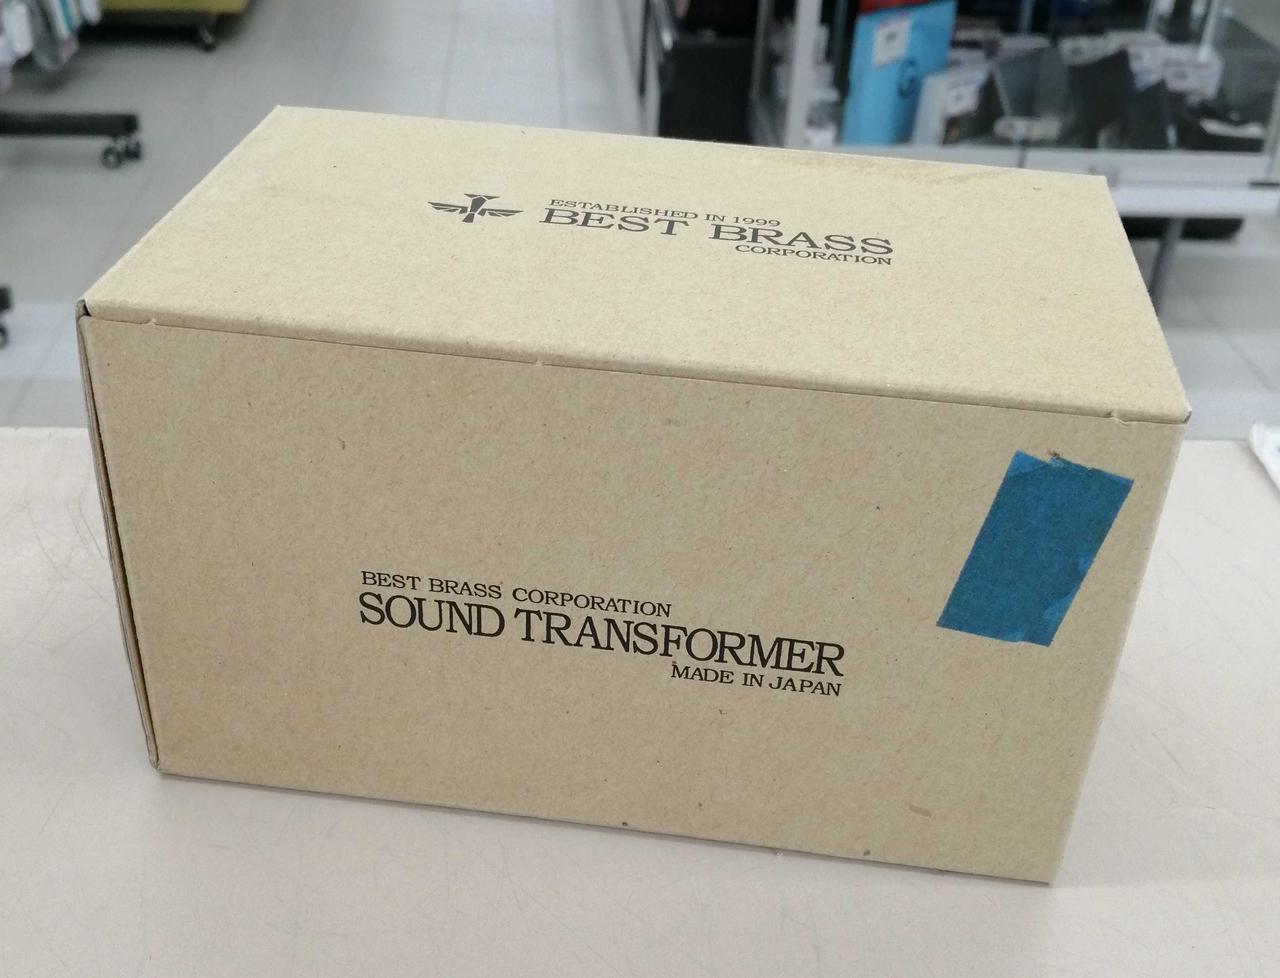 ESTABLISHED IN 1999
BEST BRASS
CORPORATION
BEST BRASS CORPORATION
SOUND TRANSFORMER
MADE IN JAPAN